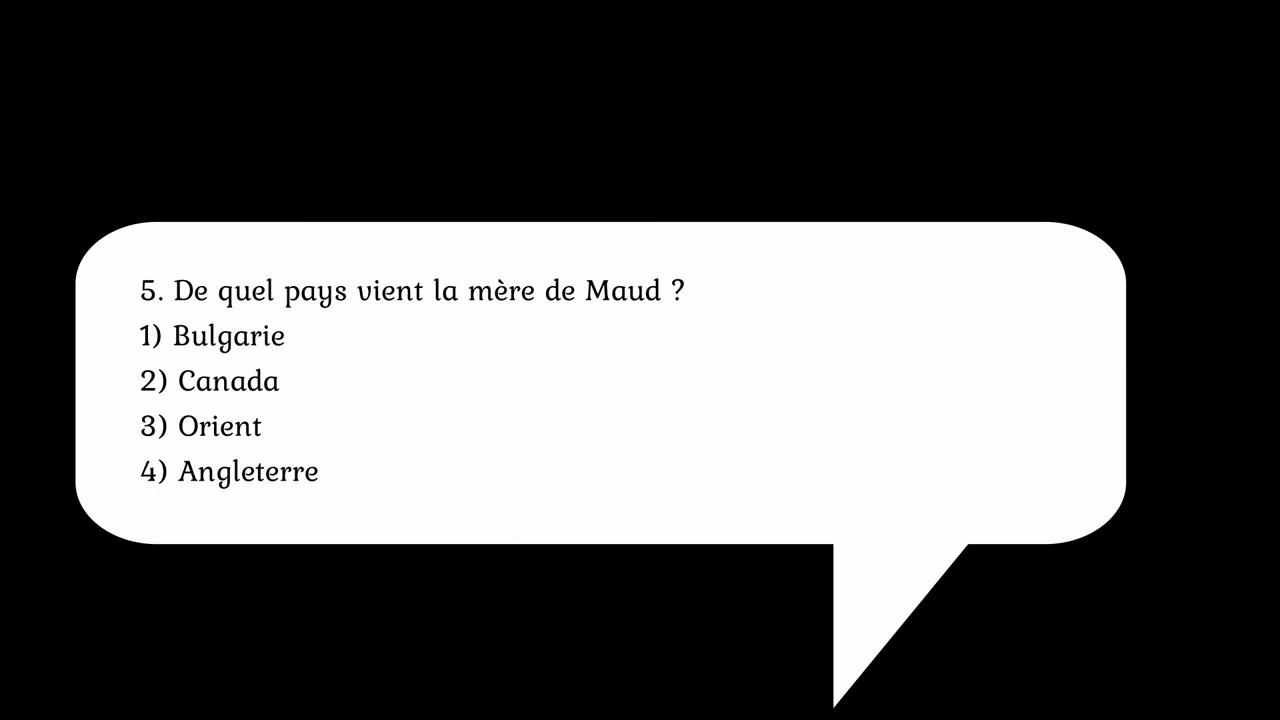 5. De quel pays vient la mère de Maud ?
1) Bulgarie
2) Canada
3) Orient
4) Angleterre